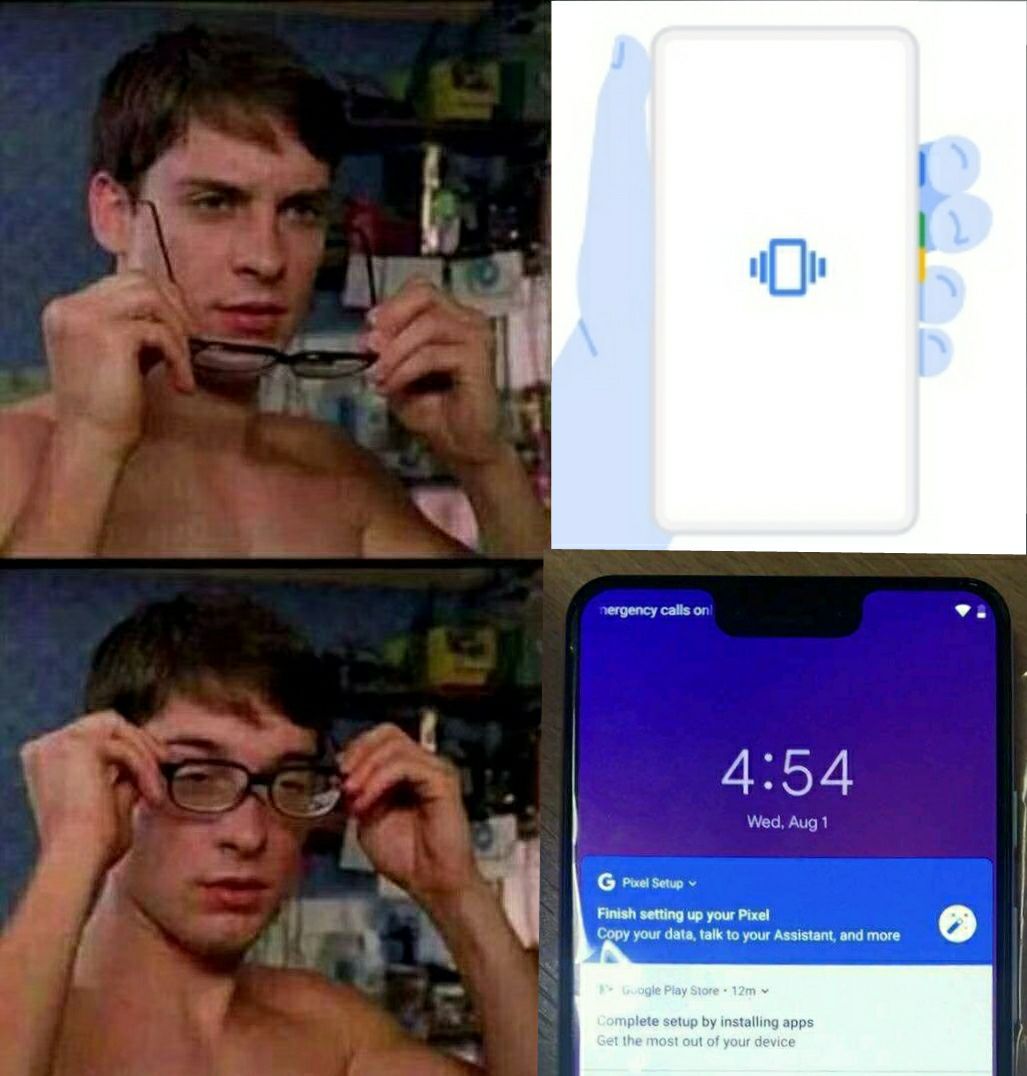 nergency calls onl
4:54
Wed, Aug 1
G Pixel Setup
Finish setting up your Pixel
Copy your data, talk to your Assistant, and more
Google Play Store • 12m
Complete setup by installing apps
Get the most out of your device